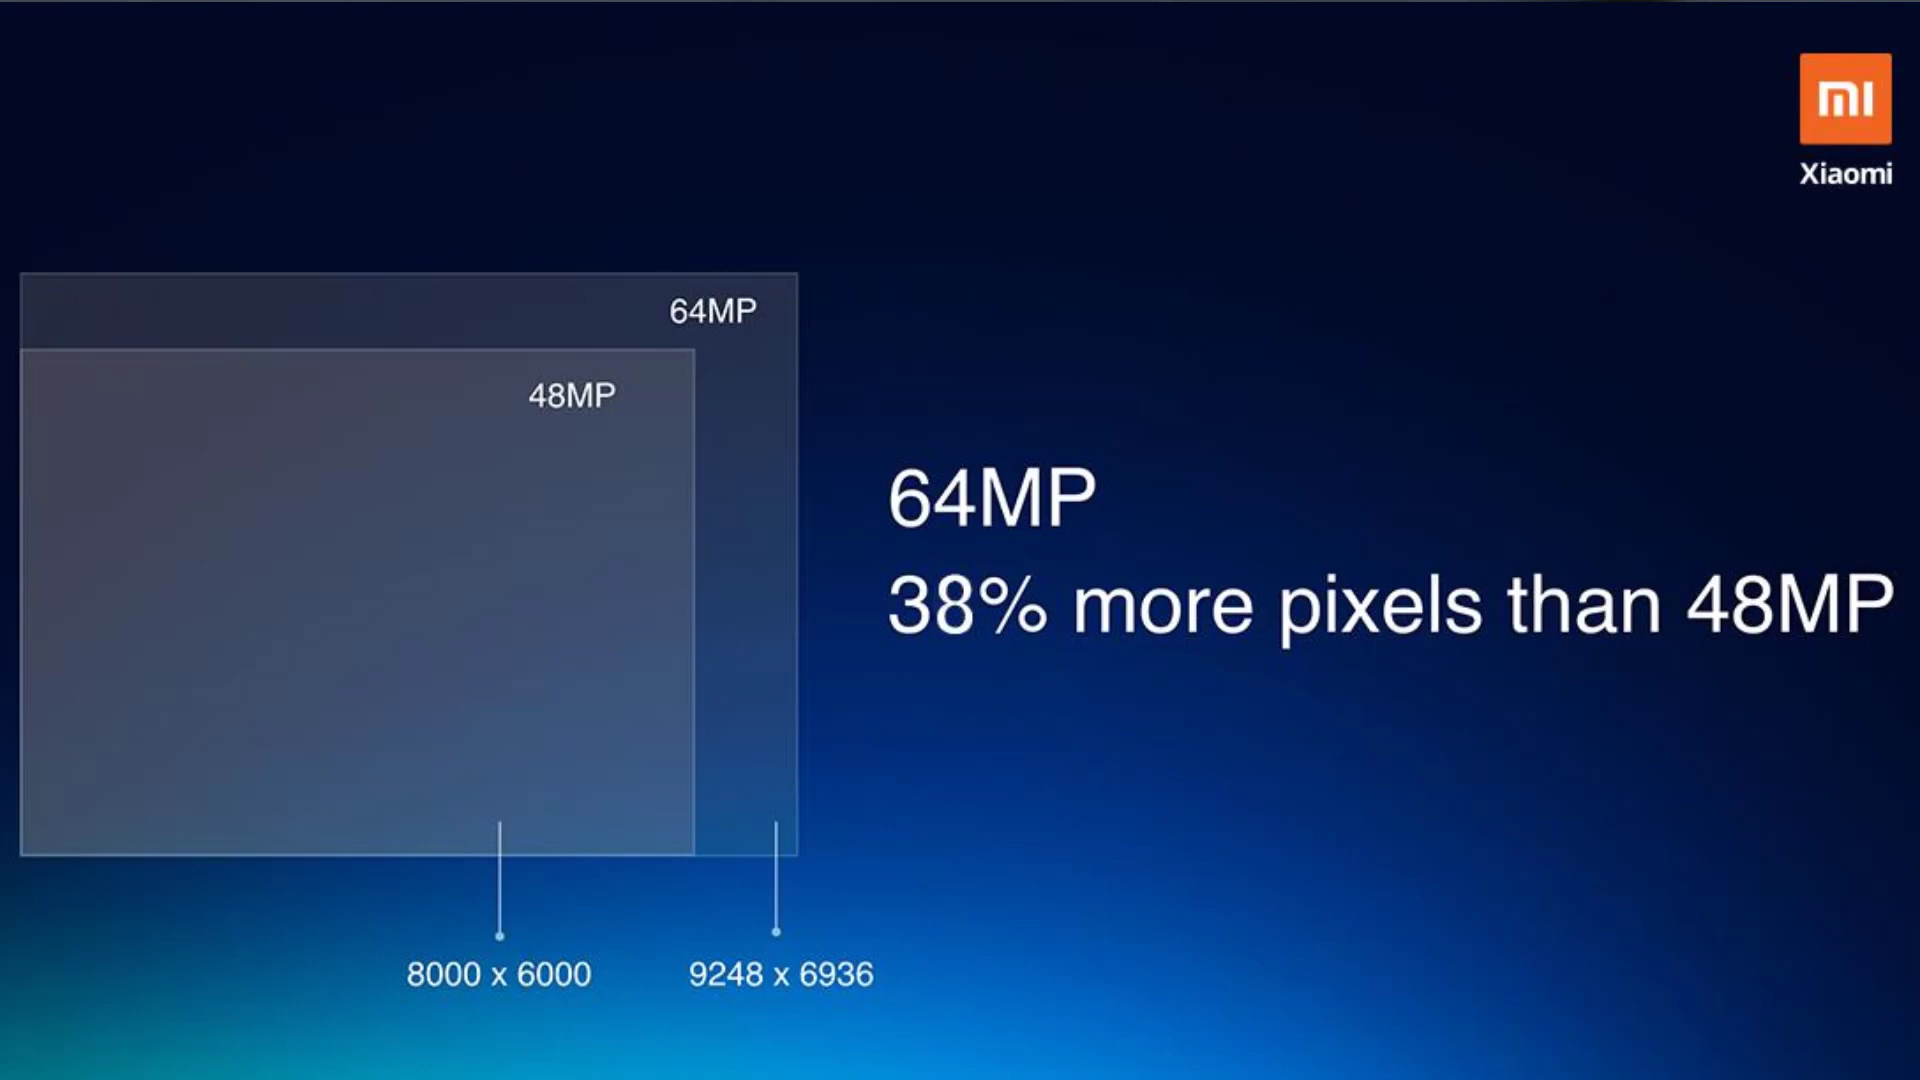 mi
Xiaomi
64MP
48MP
64MP
38% more pixels than 48MP
8000 x 6000
9248 x 6936